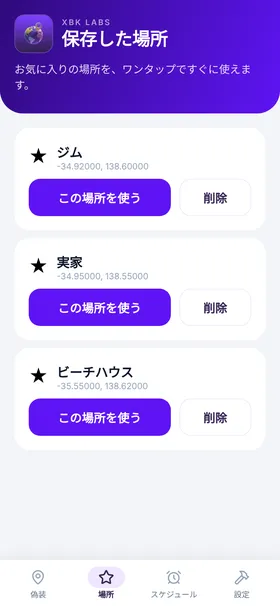 XBK LABS
保存した場所
お気に入りの場所を、ワンタップですぐに使えま
す。
ジム
-34.92000, 138.60000
この場所を使う
削除
実家
-34.95000, 138.55000
この場所を使う
削除
ビーチハウス
-35.55000, 138.62000
この場所を使う
削除
偽装
場所
スケジュール
設定